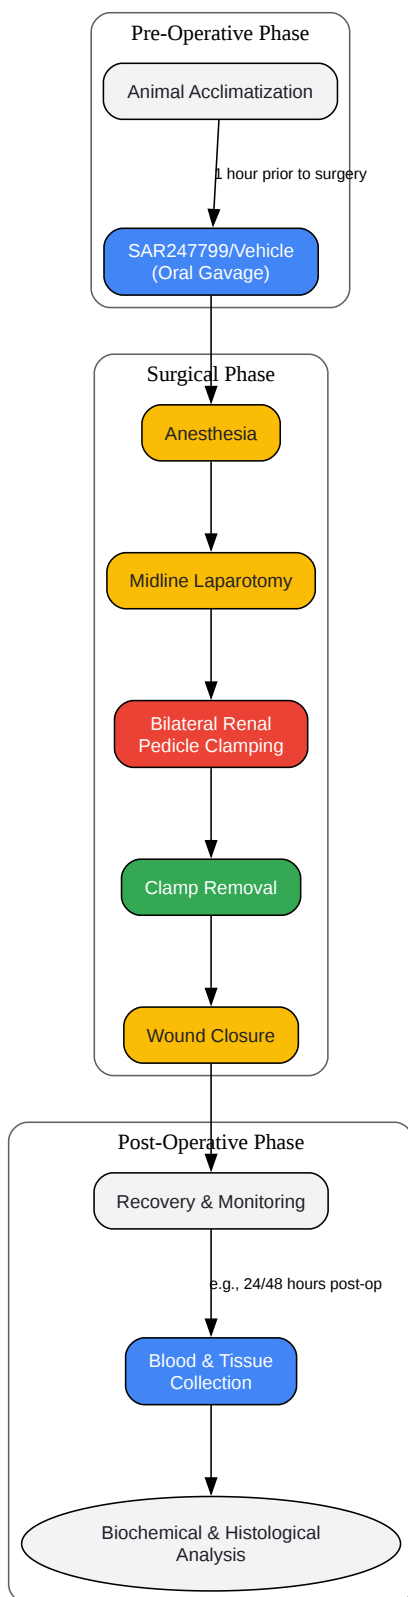 Pre-Operative Phase
Animal Acclimatization
1 hour prior to surgery
SAR247799/Vehicle
(Oral Gavage)
Surgical Phase
Anesthesia
Midline Laparotomy
Bilateral Renal
Pedicle Clamping
Clamp Removal
Wound Closure
Post-Operative Phase
Recovery & Monitoring
e.g., 24/48 hours post-op
Blood & Tissue
Collection
Biochemical & Histological
Analysis